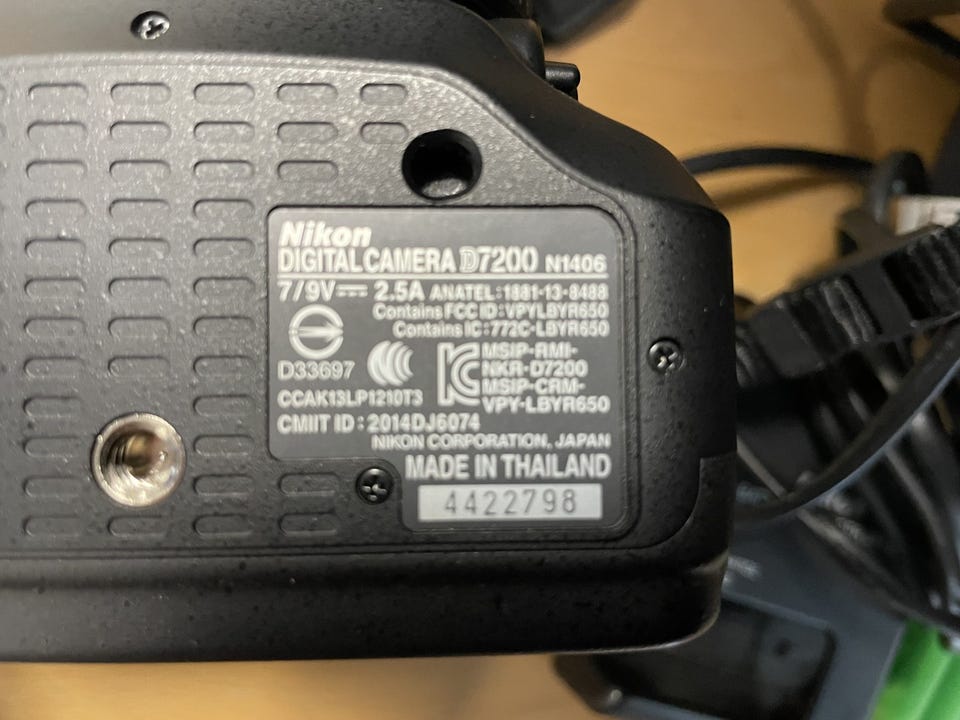 Nikon
DIGITAL CAMERA D7200 N1406
7/9V⎓ 2.5A ANATEL:1881-13-8488
Contains FCC ID:VPYLBYR650
Contains IC:772C-LBYR650
MSIP-RMI-
NKR-D7200
MSIP-CRM-
VPY-LBYR650
D33697
CCAK13LP1210T3
CMIIT ID:2014DJ6074
NIKON CORPORATION, JAPAN
MADE IN THAILAND
4422798